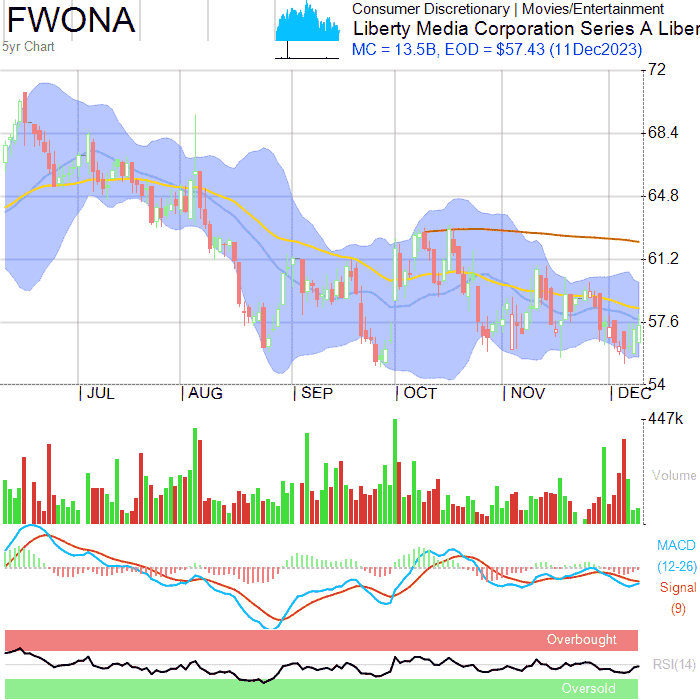 FWONA
5yr Chart
Consumer Discretionary | Movies/Entertainment
Liberty Media Corporation Series A Liber
MC = 13.5B, EOD = $57.43 (11Dec2023)
72
68.4
64.8
61.2
57.6
54
JUL AUG SEP OCT NOV DEC
447k
Volume
MACD
(12-26)
Signal
(9)
Overbought
RSI(14)
Oversold